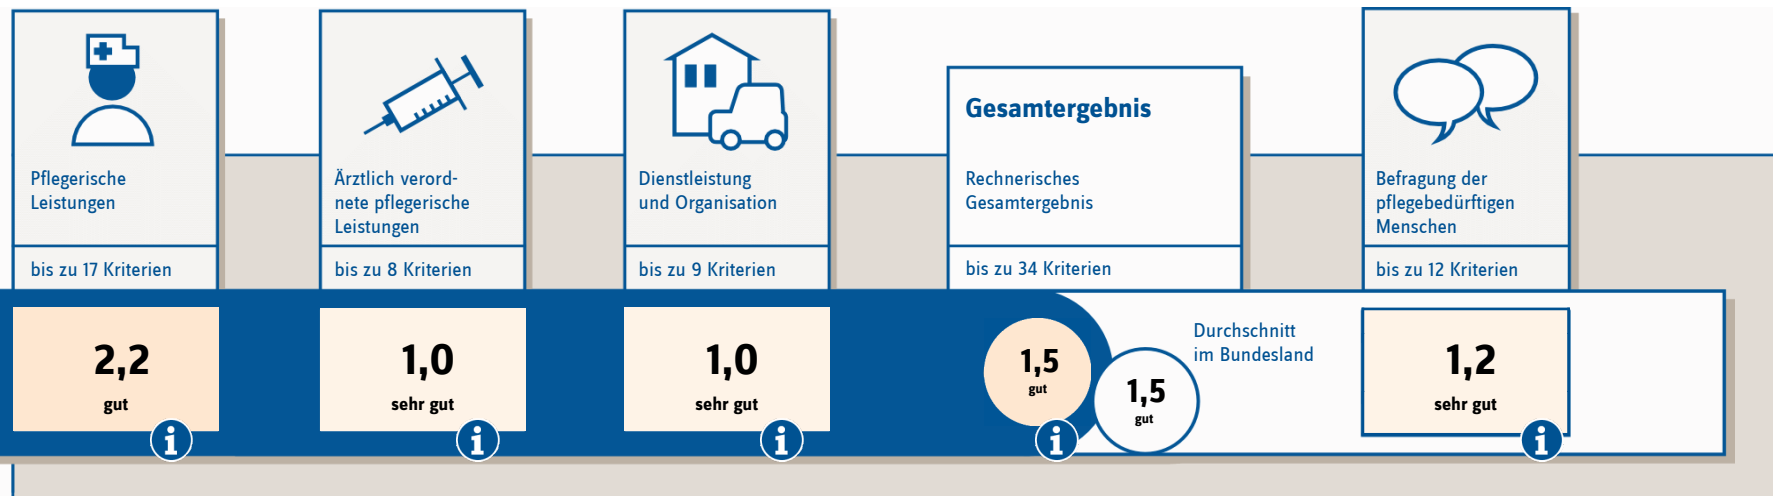 Pflegerische
Leistungen
bis zu 17 Kriterien
2,2
gut
i
Ärztlich verord-
nete pflegerische
Leistungen
bis zu 8 Kriterien
1,0
sehr gut
i
Dienstleistung
und Organisation
bis zu 9 Kriterien
1,0
sehr gut
i
Gesamtergebnis
Rechnerisches
Gesamtergebnis
bis zu 34 Kriterien
1,5
gut
i
1,5
gut
Durchschnitt
im Bundesland
Befragung der
pflegebedürftigen
Menschen
bis zu 12 Kriterien
1,2
sehr gut
i